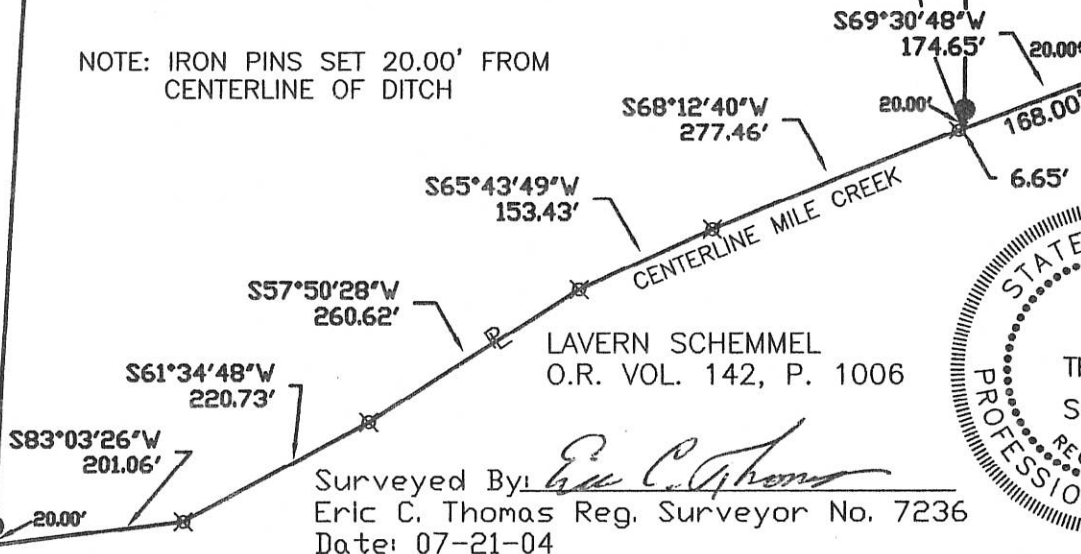 S69°30'48"W
174.65'
20.00'
NOTE: IRON PINS SET 20.00' FROM
CENTERLINE OF DITCH
S68°12'40"W
277.46'
20.00'
168.00'
6.65'
S65°43'49"W
153.43'
CENTERLINE MILE CREEK
S57°50'28"W
260.62'
PL
LAVERN SCHEMMEL
O.R. VOL. 142, P. 1006
S61°34'48"W
220.73'
S83°03'26"W
201.06'
20.00'
Surveyed By: Eric C. Thomas
Eric C. Thomas Reg. Surveyor No. 7236
Date: 07-21-04
STATE
PROFESSIO
S